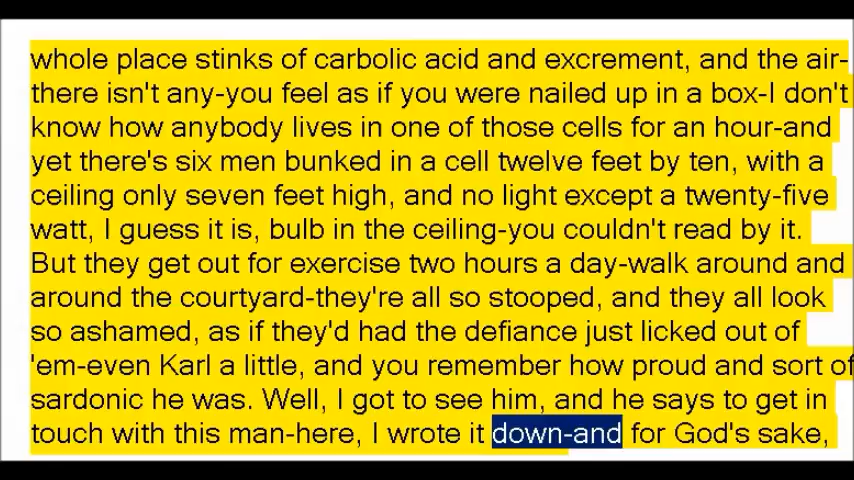 whole place stinks of carbolic acid and excrement, and the air-
there isn't any-you feel as if you were nailed up in a box-I don't
know how anybody lives in one of those cells for an hour-and
yet there's six men bunked in a cell twelve feet by ten, with a
ceiling only seven feet high, and no light except a twenty-five
watt, I guess it is, bulb in the ceiling-you couldn't read by it.
But they get out for exercise two hours a day-walk around and
around the courtyard-they're all so stooped, and they all look
so ashamed, as if they'd had the defiance just licked out of
'em-even Karl a little, and you remember how proud and sort of
sardonic he was. Well, I got to see him, and he says to get in
touch with this man-here, I wrote it down-and for God's sake,